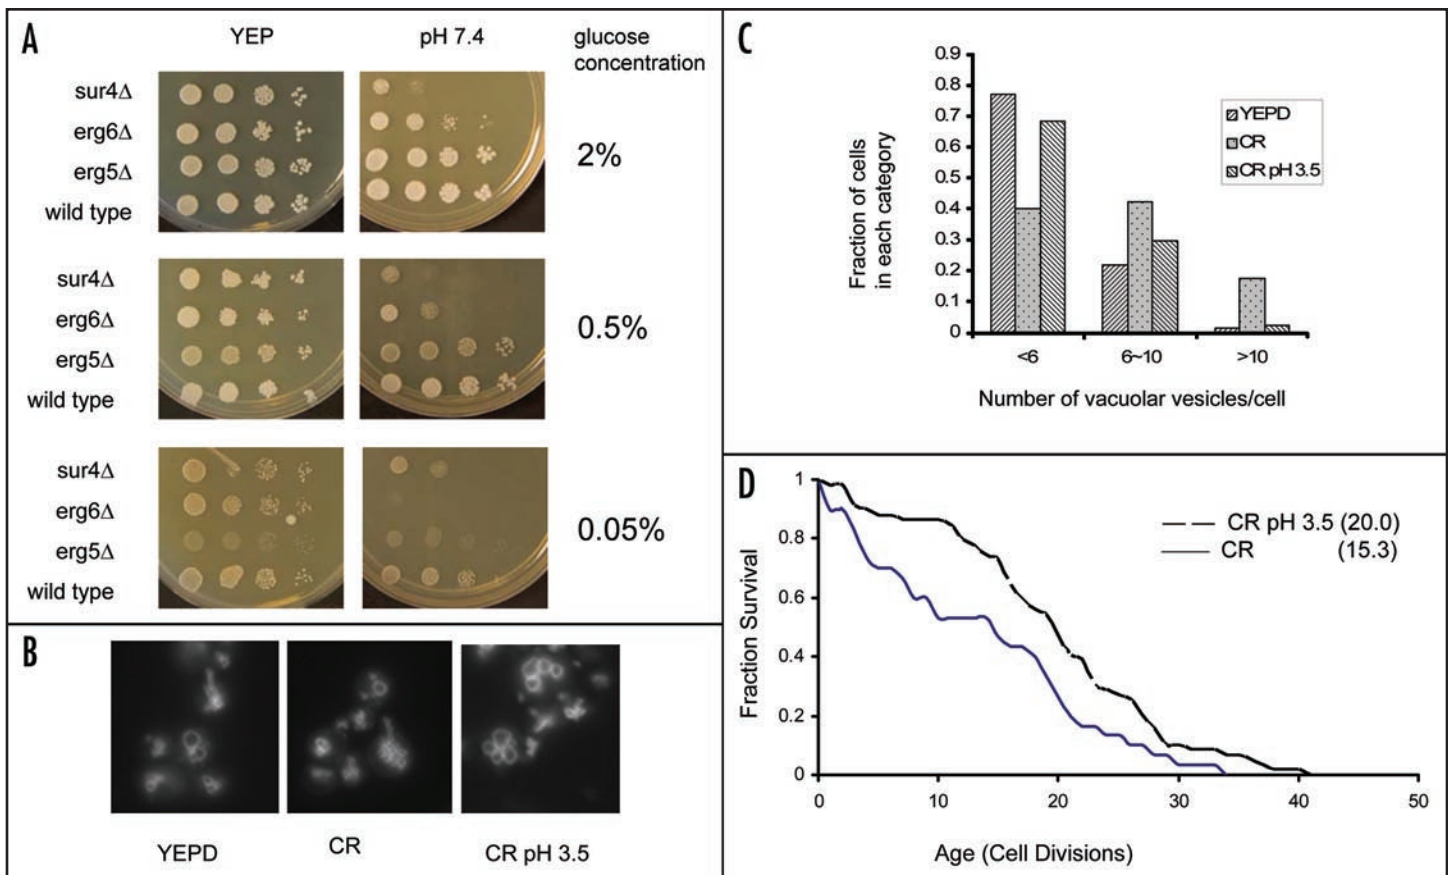 A
YEP
pH 7.4
glucose
concentration
sur4Δ
erg6Δ
erg5Δ
wild type
2%
sur4Δ
erg6Δ
erg5Δ
wild type
0.5%
sur4Δ
erg6Δ
erg5Δ
wild type
0.05%
B
YEPD
CR
CR pH 3.5
C
Fraction of cells
in each category
0.9
0.8
0.7
0.6
0.5
0.4
0.3
0.2
0.1
0
YEPD
CR
CR pH 3.5
<6
6~10
>10
Number of vacuolar vesicles/cell
D
Fraction Survival
1
0.8
0.6
0.4
0.2
0
CR pH 3.5 (20.0)
CR (15.3)
0
10
20
30
40
50
Age (Cell Divisions)